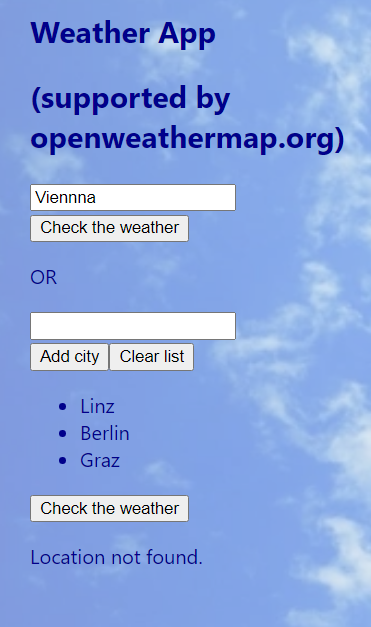 Weather App
(supported by
openweathermap.org)
Viennna
Check the weather
OR
Add city Clear list
Linz
Berlin
Graz
Check the weather
Location not found.